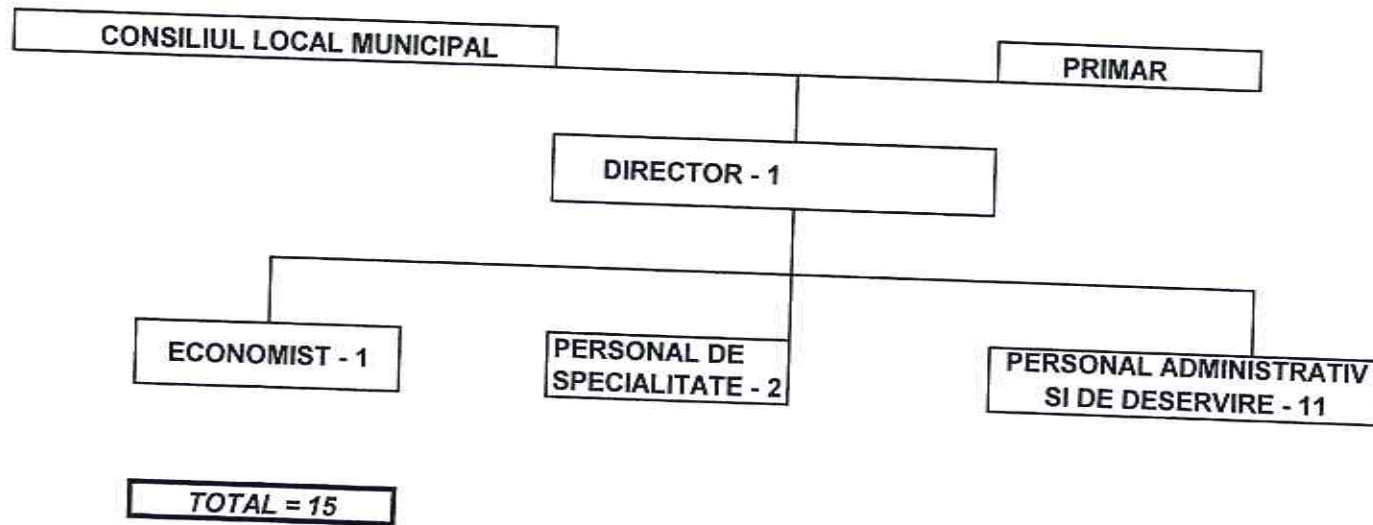 CONSILIUL LOCAL MUNICIPAL
PRIMAR
DIRECTOR - 1
ECONOMIST - 1
PERSONAL DE
SPECIALITATE - 2
PERSONAL ADMINISTRATIV
SI DE DESERVIRE - 11
TOTAL = 15